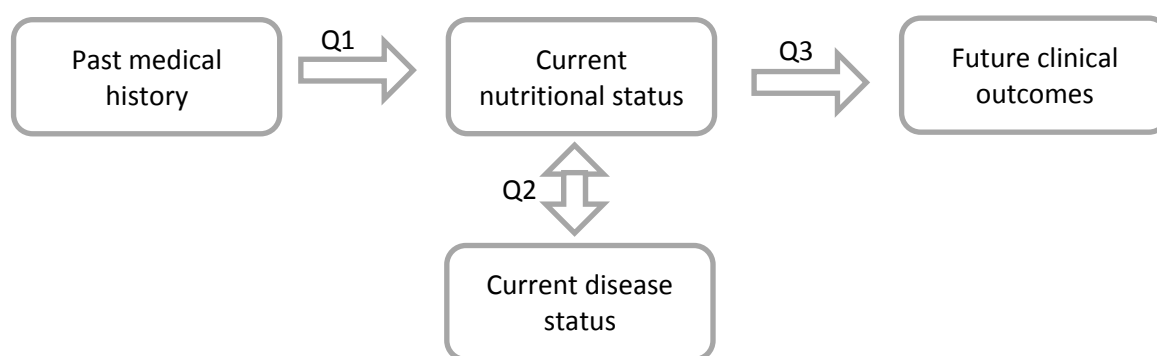 Past medical
history
Q1
Current
nutritional status
Q3
Future clinical
outcomes
Q2
Current disease
status